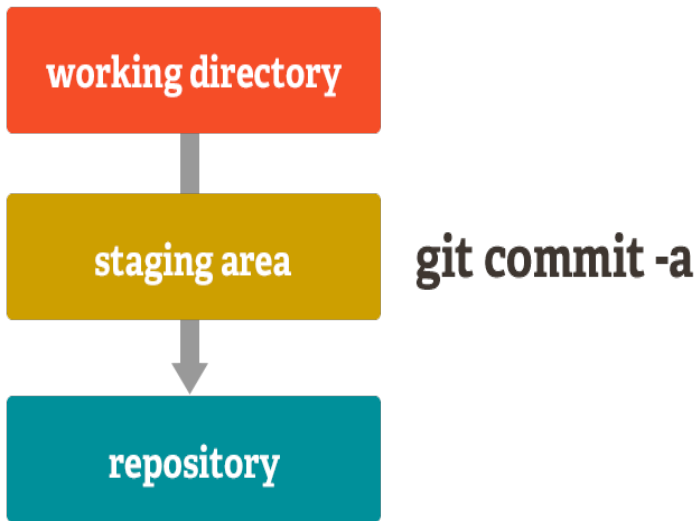 working directory
staging area
git commit -a
repository